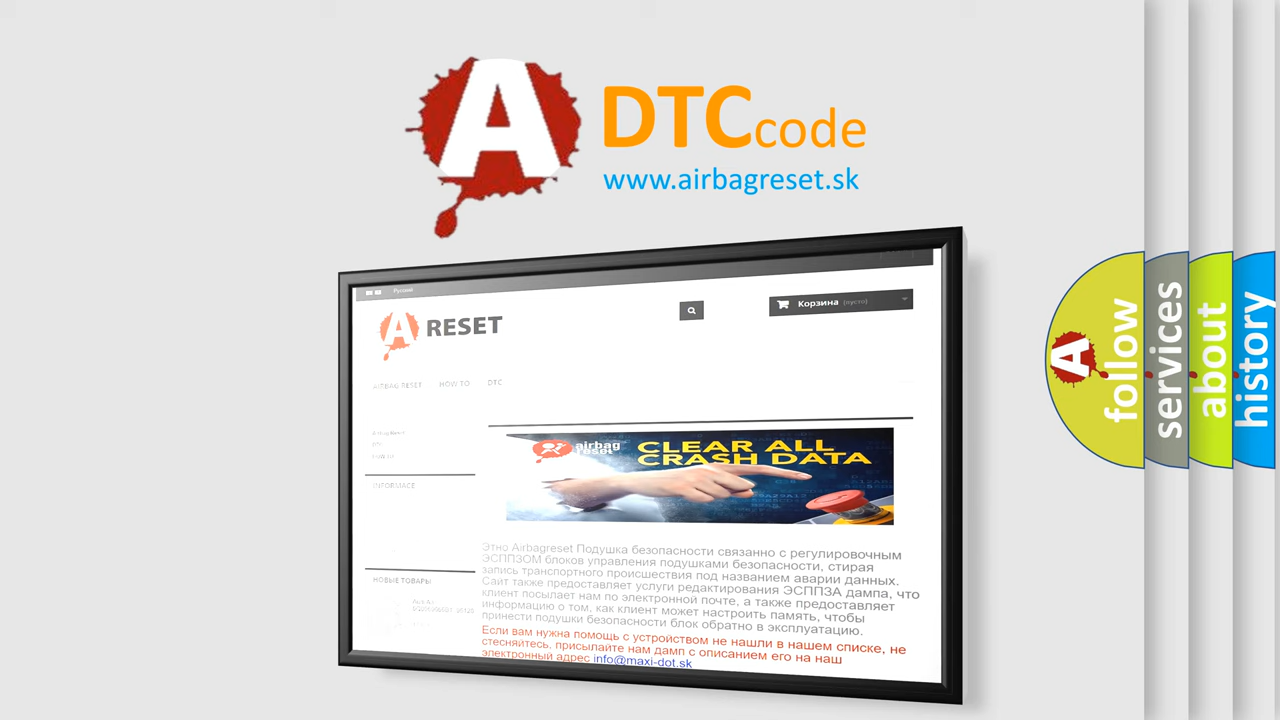 A
DTCcode
www.airbagreset.sk
Русский
A RESET
Корзина (пусто)
AIRBAG RESET HOW TO DTC
INFORMACE
airbag
reset
CLEAR ALL
CRASH DATA
Этно Airbagreset Подушка безопасности связанно с регулировочным
ЭСППЗОМ блоков управления подушками безопасности, стирая
запись транспортного происшествия под названием аварии данных.
Сайт также предоставляет услуги редактирования ЭСППЗА дампа, что
клиент посылает нам по электронной почте, а также предоставляет
информацию о том, как клиент может настроить память, чтобы
принести подушки безопасности блок обратно в эксплуатацию.
Если вам нужна помощь с устройством не нашли в нашем списке, не
стесняйтесь, присылайте нам дамп с описанием его на наш
электронный адрес info@maxi-dot.sk
НОВЫЕ ТОВАРЫ
A
follow
services
about
history